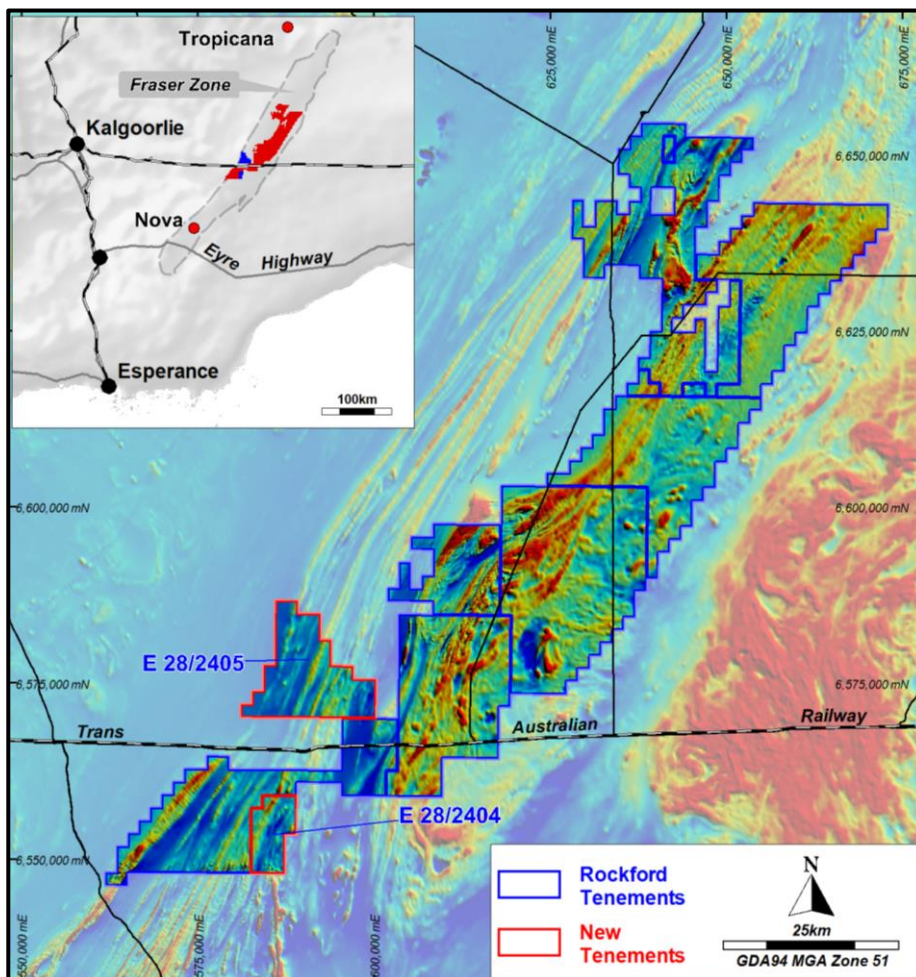 Tropicana
Fraser Zone
Kalgoorlie
Nova
Eyre
Highway
Esperance
100km
625,000 mE
650,000 mE
6,650,000 mN
6,625,000 mN
6,600,000 mN
6,600,000 mN
E 28/2405
6,575,000 mN
6,575,000 mN
Trans
Australian
Railway
E 28/2404
6,550,000 mN
550,000 mE
575,000 mE
600,000 mE
675,000 mE
Rockford
Tenements
New
Tenements
N
25km
GDA94 MGA Zone 51